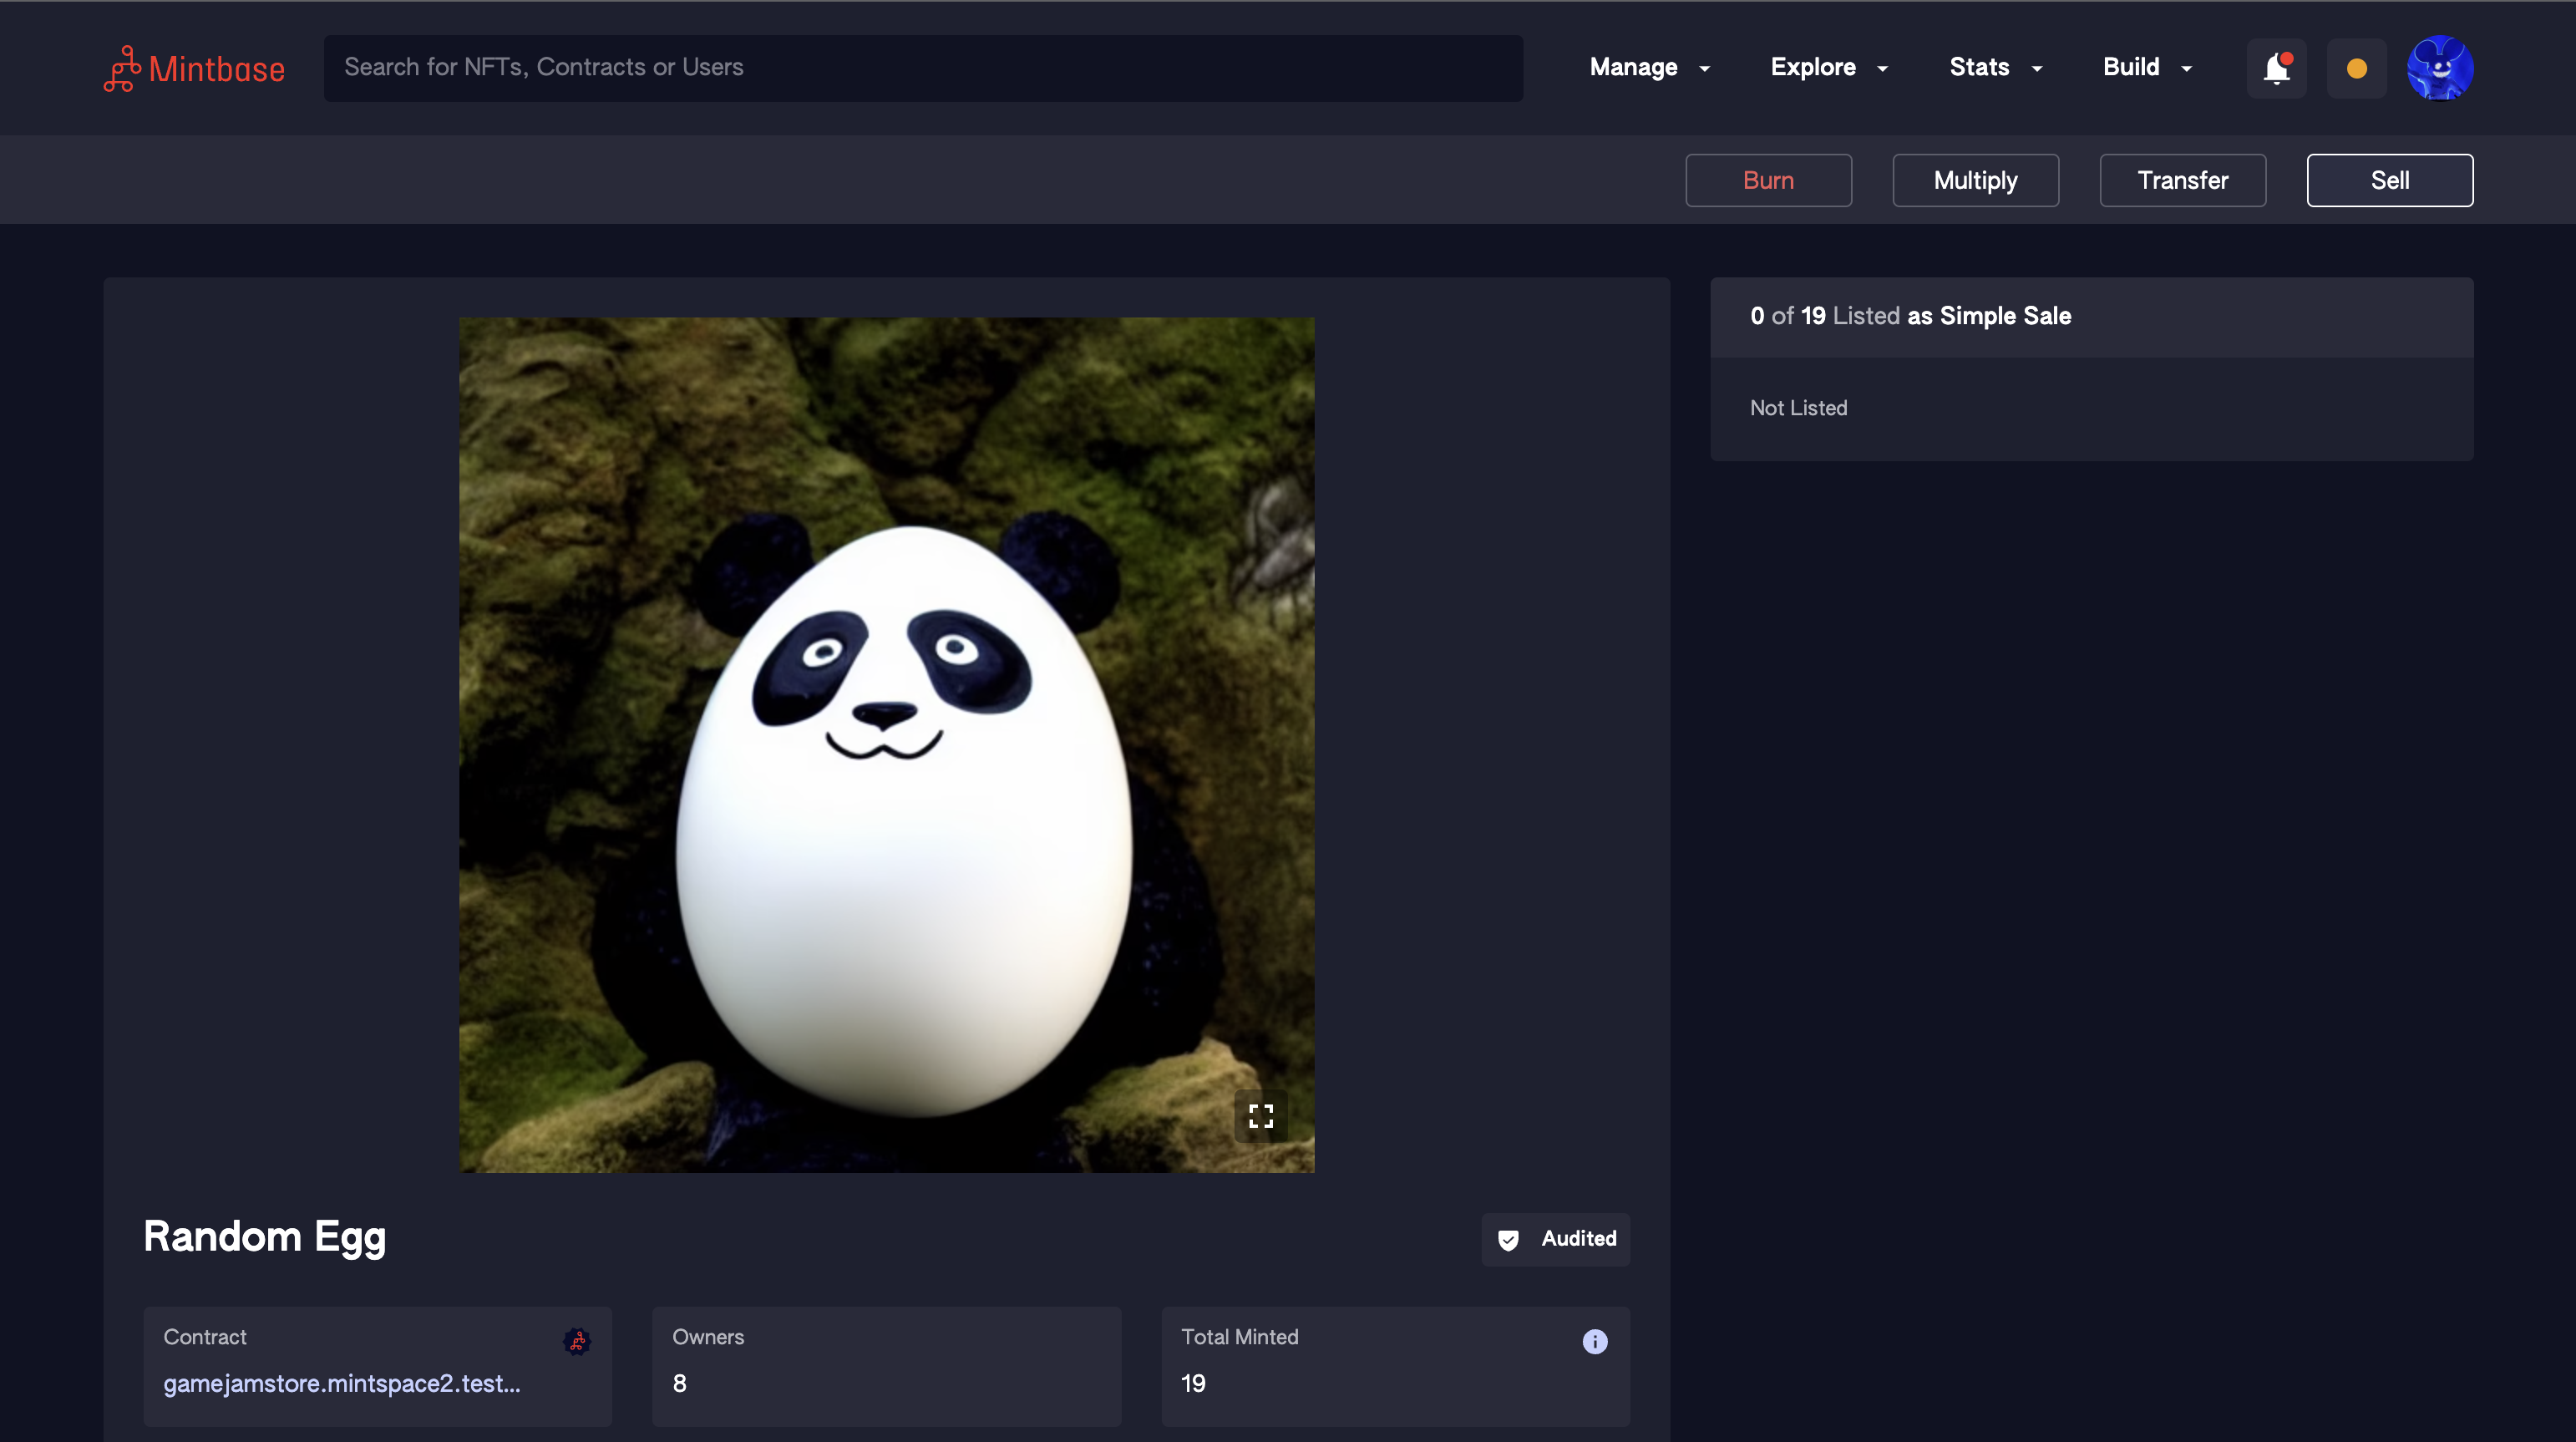 Mintbase
Search for NFTs, Contracts or Users
Manage
Explore
Stats
Build
Burn
Multiply
Transfer
Sell
0 of 19 Listed as Simple Sale
Not Listed
Random Egg
Audited
Contract
gamejamstore.mintspace2.test...
Owners
8
Total Minted
19